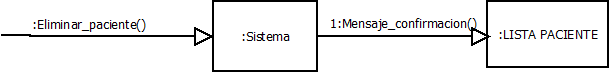 :Eliminar_paciente()
:Sistema
1:Mensaje_confirmacion()
:LISTA PACIENTE